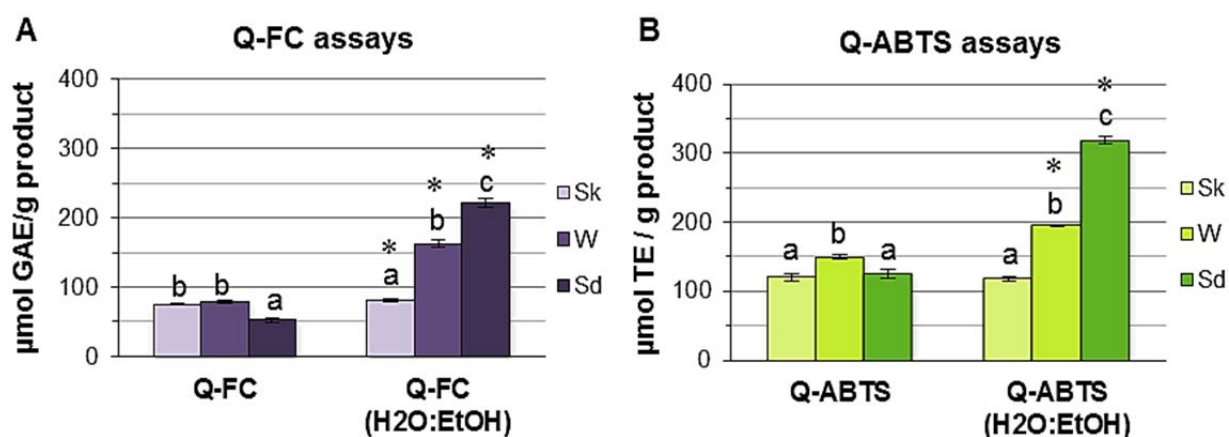 A
Q-FC assays
µmol GAE/g product
400
300
200
100
0
b b a
* * *
a b c
Q-FC
Q-FC
(H2O:EtOH)
Sk
W
Sd
B
Q-ABTS assays
µmol TE / g product
400
300
200
100
0
a b a
* *
a b c
Q-ABTS
Q-ABTS
(H2O:EtOH)
Sk
W
Sd